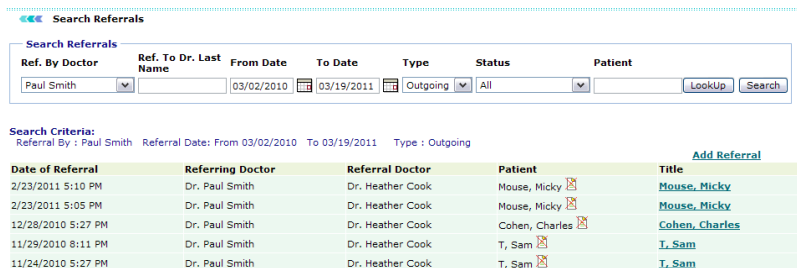 Search Referrals
Search Referrals
Ref. By Doctor Ref. To Dr. Last Name From Date To Date Type Status Patient
Paul Smith 03/02/2010 03/19/2011 Outgoing All LookUp Search
Search Criteria:
Referral By : Paul Smith Referral Date: From 03/02/2010 To 03/19/2011 Type : Outgoing
Add Referral
Date of Referral Referring Doctor Referral Doctor Patient Title
2/23/2011 5:10 PM Dr. Paul Smith Dr. Heather Cook Mouse, Micky Mouse, Micky
2/23/2011 5:05 PM Dr. Paul Smith Dr. Heather Cook Mouse, Micky Mouse, Micky
12/28/2010 5:27 PM Dr. Paul Smith Dr. Heather Cook Cohen, Charles Cohen, Charles
11/29/2010 8:11 PM Dr. Paul Smith Dr. Heather Cook T, Sam T, Sam
11/24/2010 5:27 PM Dr. Paul Smith Dr. Heather Cook T, Sam T, Sam